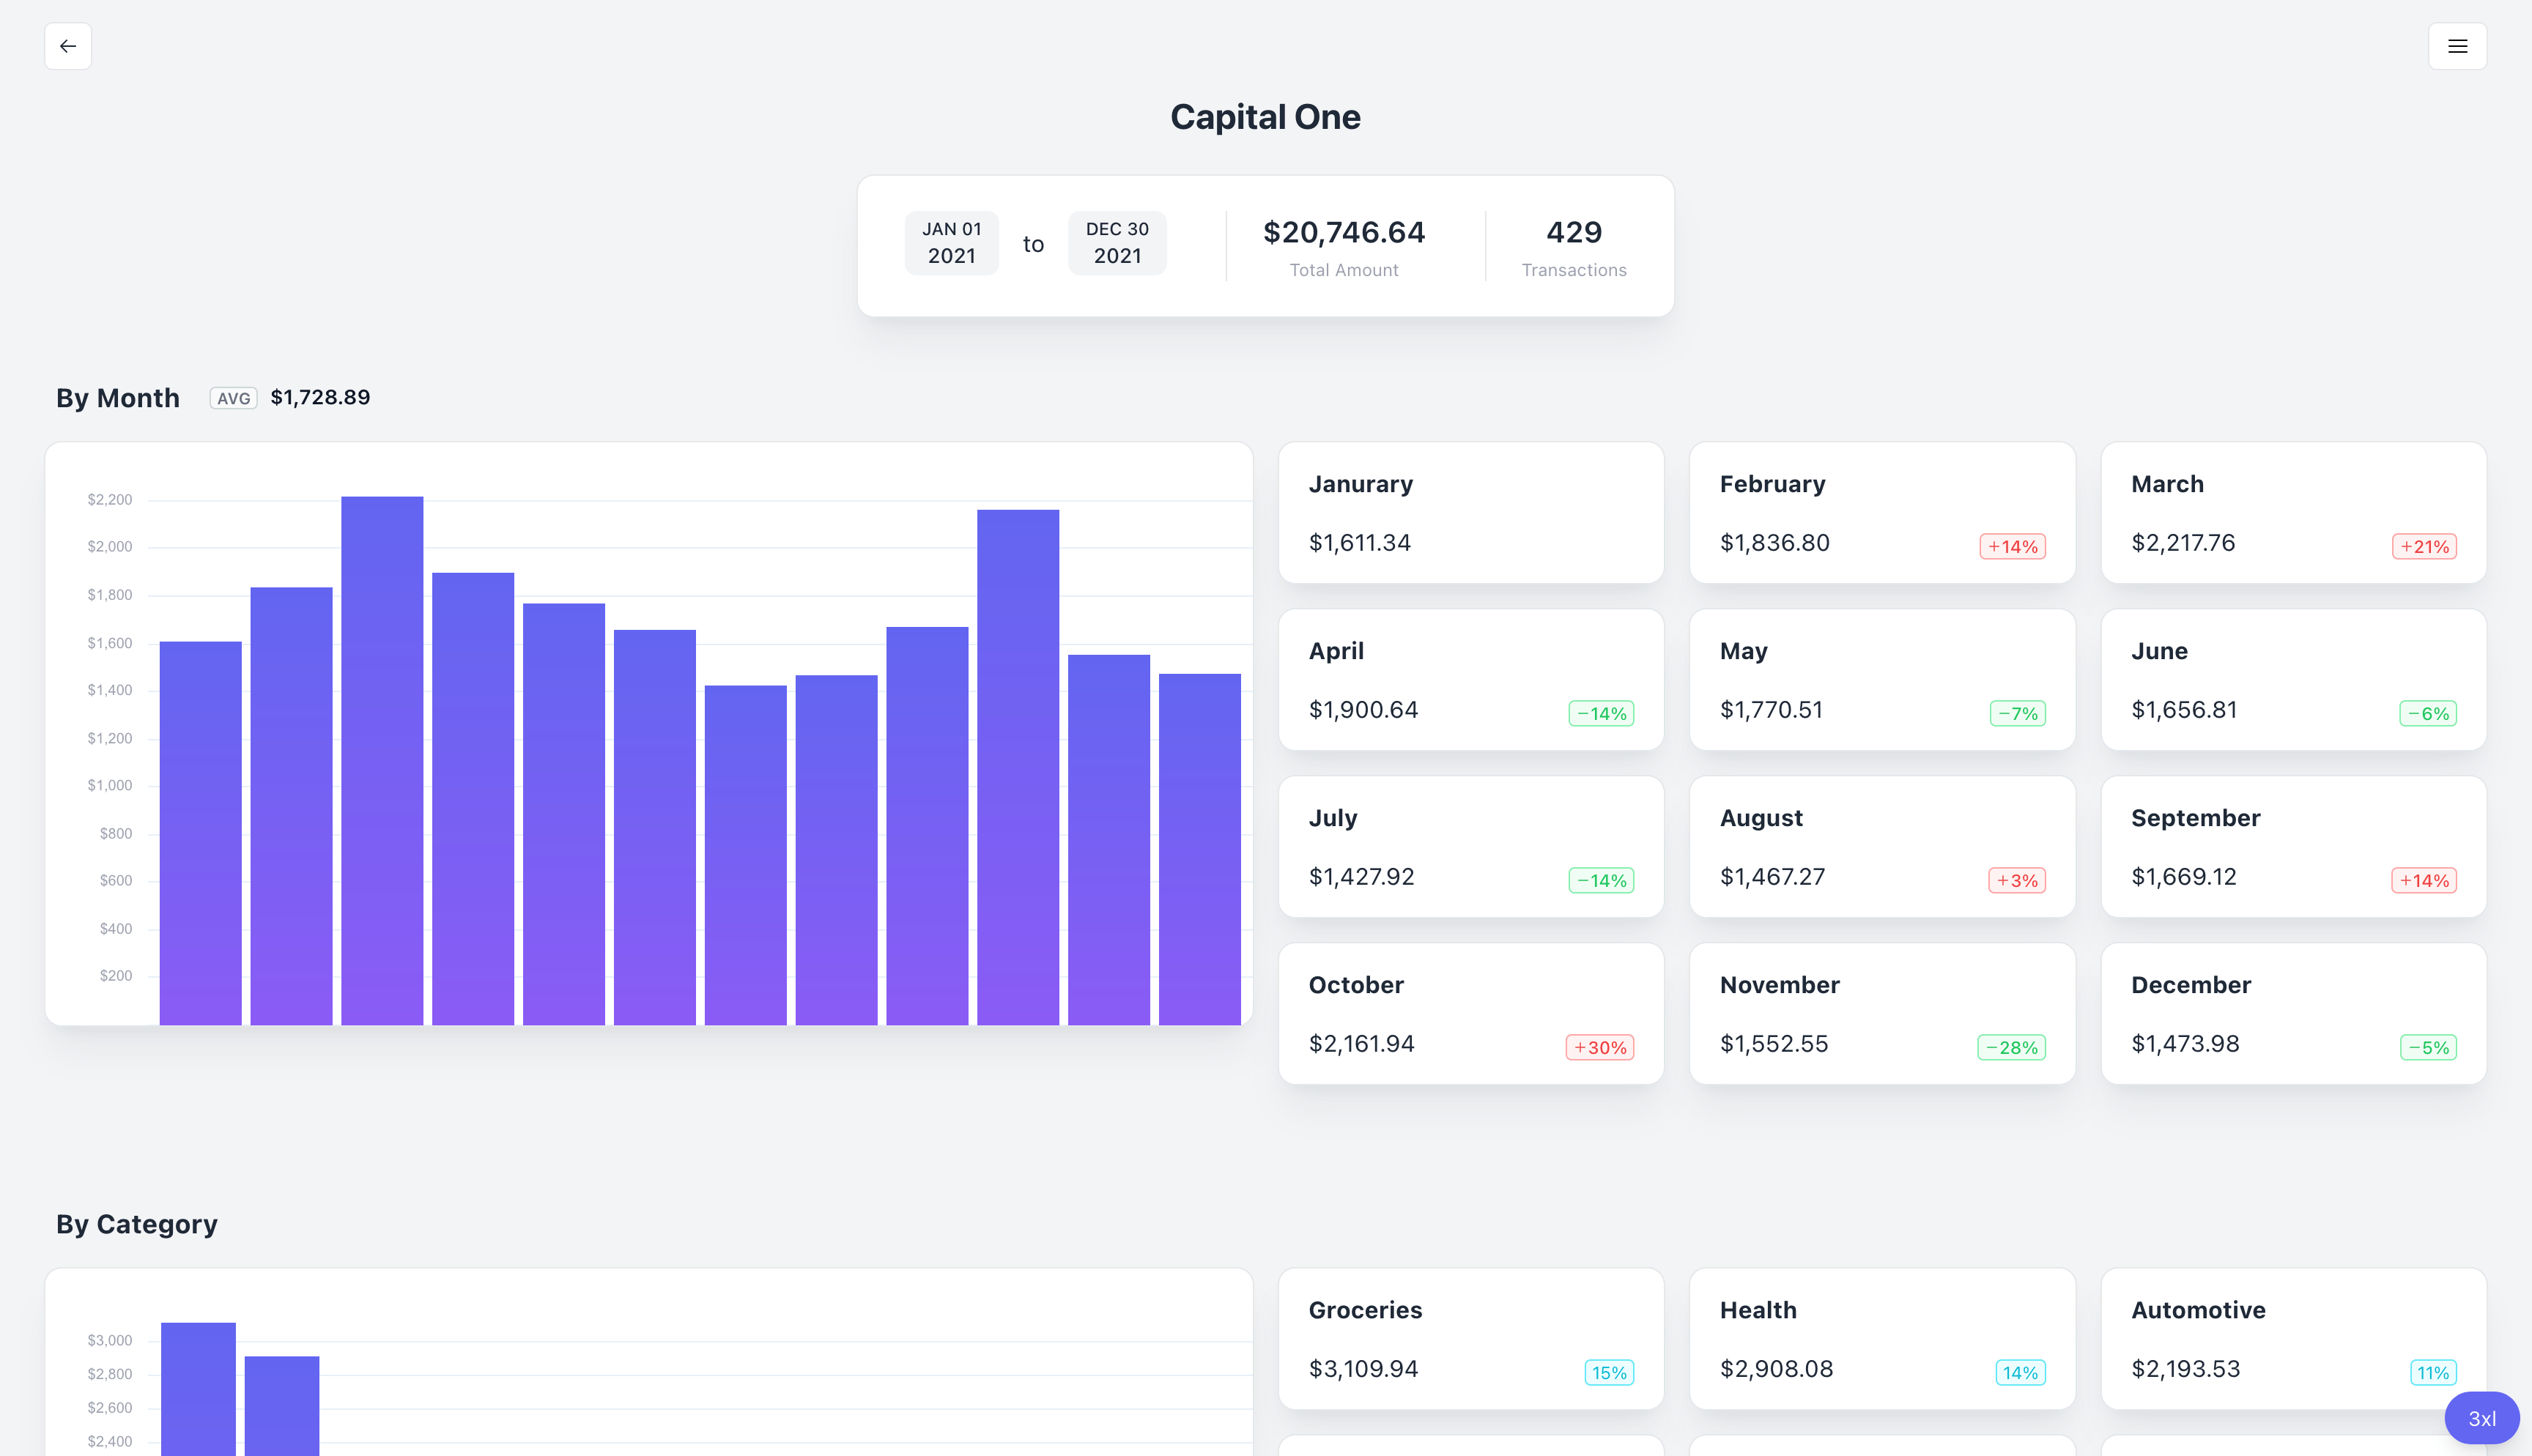 Capital One
JAN 01
2021
to
DEC 30
2021
$20,746.64
Total Amount
429
Transactions
By Month AVG $1,728.89
$2,200
$2,000
$1,800
$1,600
$1,400
$1,200
$1,000
$800
$600
$400
$200
Janurary
$1,611.34
February
$1,836.80 +14%
March
$2,217.76 +21%
April
$1,900.64 −14%
May
$1,770.51 −7%
June
$1,656.81 −6%
July
$1,427.92 −14%
August
$1,467.27 +3%
September
$1,669.12 +14%
October
$2,161.94 +30%
November
$1,552.55 −28%
December
$1,473.98 −5%
By Category
$3,000
$2,800
$2,600
$2,400
Groceries
$3,109.94 15%
Health
$2,908.08 14%
Automotive
$2,193.53 11%
3xl